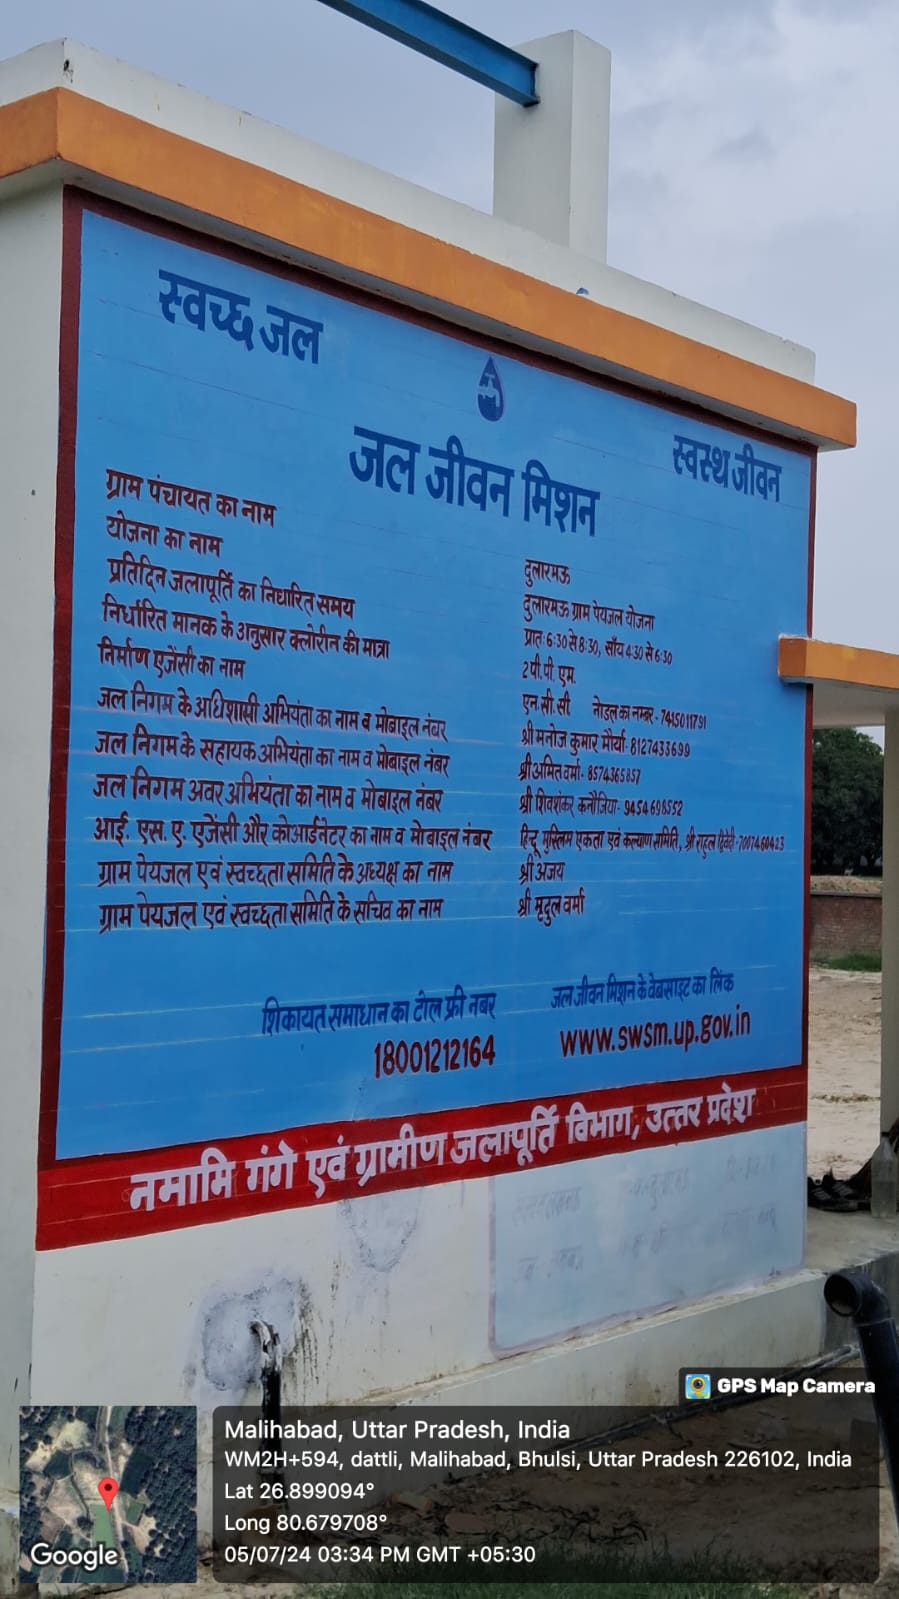 स्वच्छ जल
स्वस्थ जीवन
जल जीवन मिशन
ग्राम पंचायत का नाम दुलारमऊ
योजना का नाम दुलारमऊ ग्राम पेयजल योजना
प्रतिदिन जलापूर्ति का निर्धारित समय प्रातः 6:30 से 8:30, साँय 4:30 से 6:30
निर्धारित मानक के अनुसार क्लोरीन की मात्रा 2 पी. पी. एम.
निर्माण एजेंसी का नाम एन. सी. सी नोडल का नम्बर - 7435011791
जल निगम के अधिशासी अभियंता का नाम व मोबाइल नंबर श्री मनोज कुमार मौर्या- 8127433699
जल निगम के सहायक अभियंता का नाम व मोबाइल नंबर श्री अमित वर्मा- 8574365857
जल निगम अवर अभियंता का नाम व मोबाइल नंबर श्री शिवशंकर कनौजिया- 9454698552
आई. एस. ए. एजेंसी और कोआर्डिनेटर का नाम व मोबाइल नंबर हिन्दू मुस्लिम एकता एवं कल्याण समिति, श्री राहुल द्विवेदी-7007460423
ग्राम पेयजल एवं स्वच्छता समिति के अध्यक्ष का नाम श्री अजय
ग्राम पेयजल एवं स्वच्छता समिति के सचिव का नाम श्री मृदुल वर्मा
शिकायत समाधान का टोल फ्री नंबर जल जीवन मिशन के वेबसाइट का लिंक
18001212164 www.swsm.up.gov.in
नमामि गंगे एवं ग्रामीण जलापूर्ति विभाग, उत्तर प्रदेश
GPS Map Camera
Malihabad, Uttar Pradesh, India
WM2H+594, dattli, Malihabad, Bhulsi, Uttar Pradesh 226102, India
Lat 26.899094°
Long 80.679708°
05/07/24 03:34 PM GMT +05:30
Google